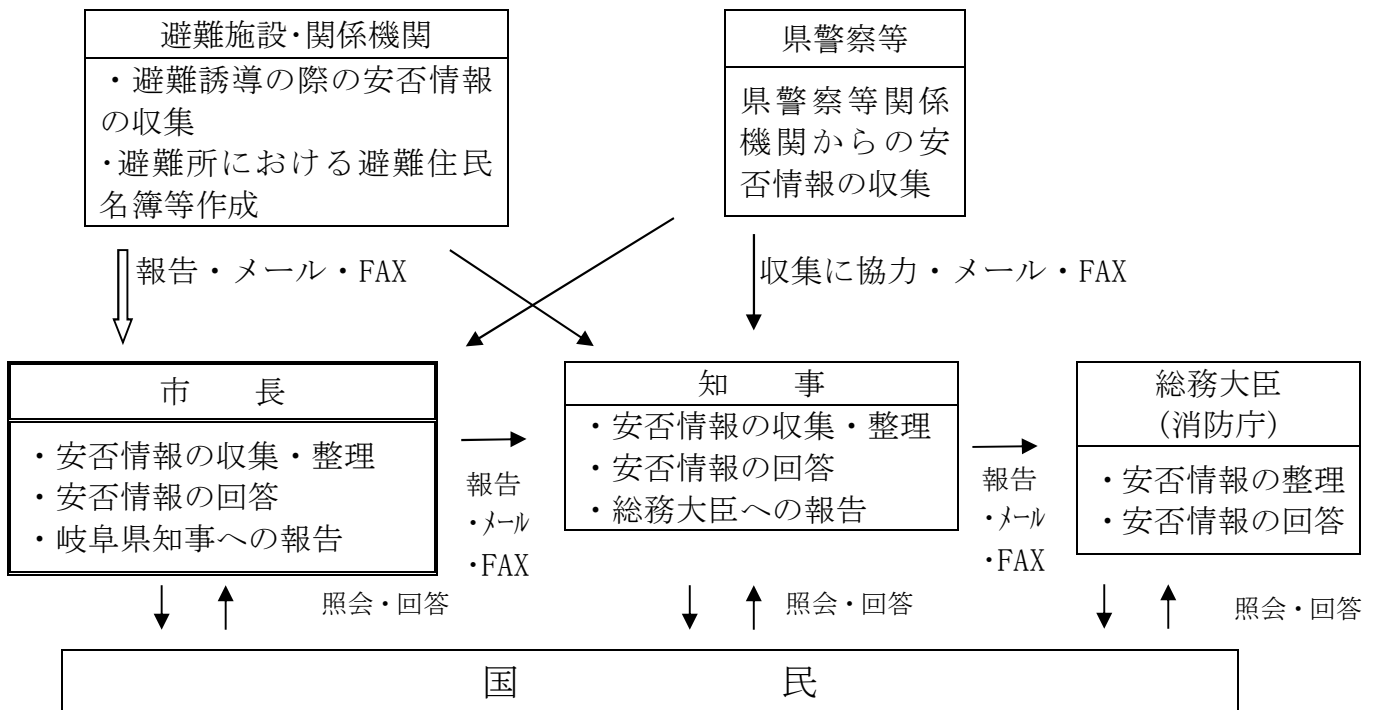 避難施設・関係機関
・避難誘導の際の安否情報
の収集
・避難所における避難住民
名簿等作成
県警察等
県警察等関係
機関からの安
否情報の収集
報告・メール・FAX
収集に協力・メール・FAX
市　長
・安否情報の収集・整理
・安否情報の回答
・岐阜県知事への報告
報告
・メール
・FAX
知　事
・安否情報の収集・整理
・安否情報の回答
・総務大臣への報告
報告
・メール
・FAX
総務大臣
(消防庁)
・安否情報の整理
・安否情報の回答
照会・回答
照会・回答
照会・回答
国　民